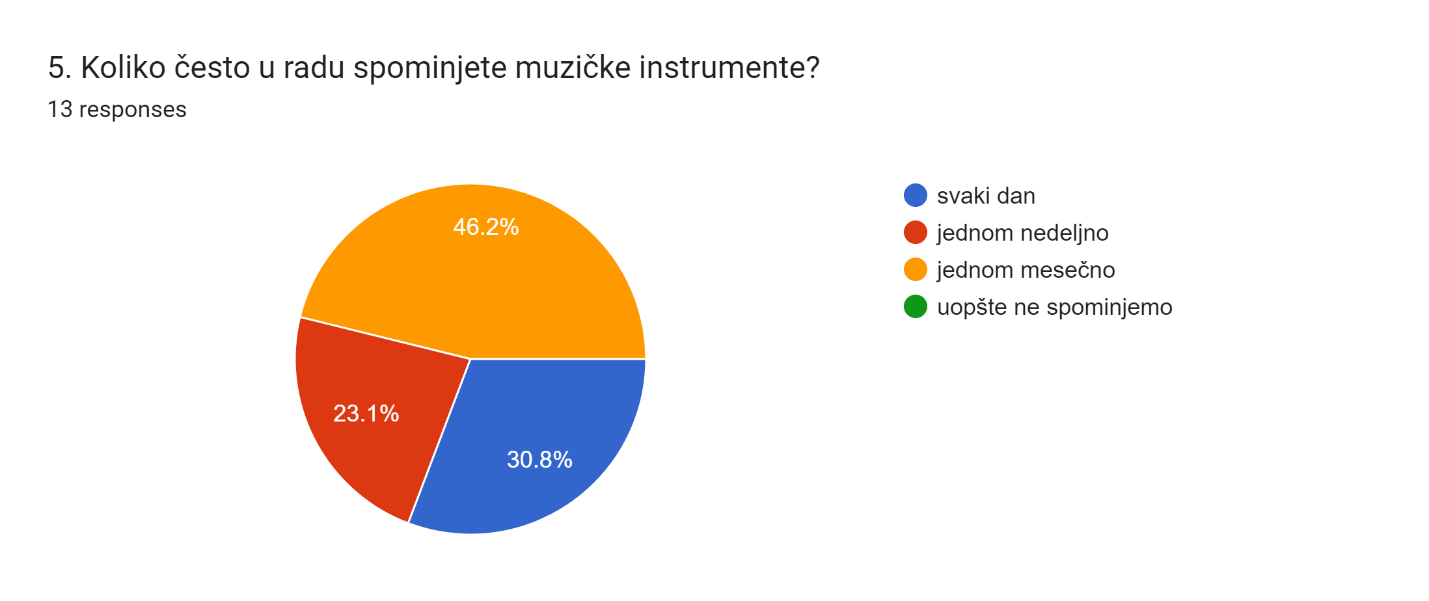 5. Koliko često u radu spominjete muzičke instrumente?
13 responses
46.2%
23.1%
30.8%
svaki dan
jednom nedeljno
jednom mesečno
uopšte ne spominjemo